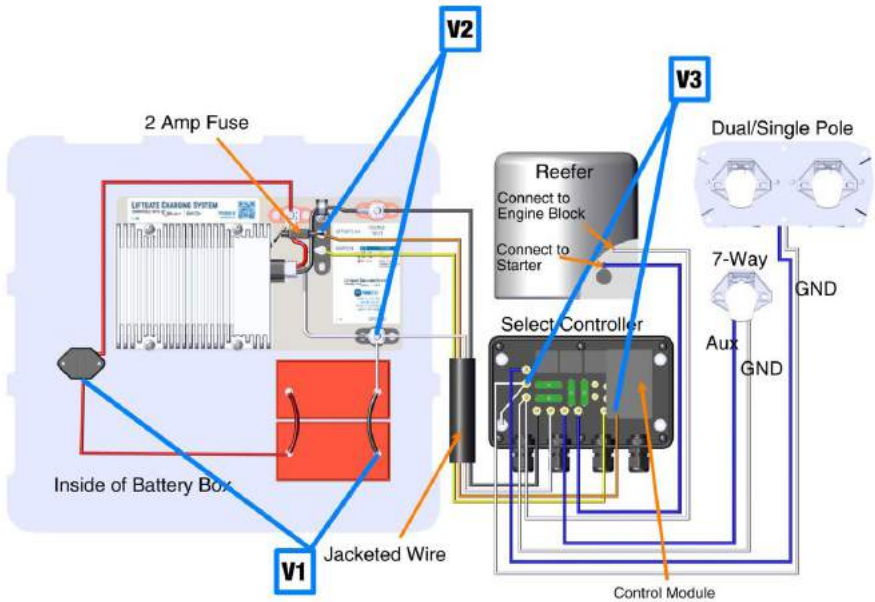 V2
V3
2 Amp Fuse
Dual/Single Pole
Reefer
Connect to
Engine Block
Connect to
Starter
LIFTGATE CHARGING SYSTEM
7-Way
GND
Select Controller
Aux
GND
Inside of Battery Box
Jacketed Wire
V1
Control Module